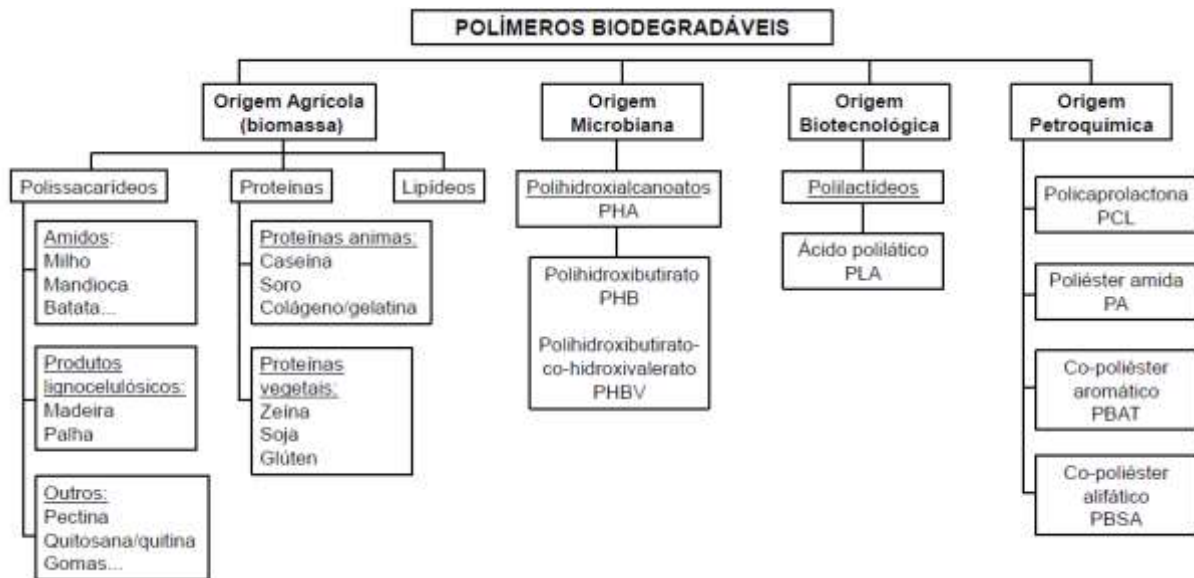 POLÍMEROS BIODEGRADÁVEIS
Origem Agrícola
(biomassa)
Origem
Microbiana
Origem
Biotecnológica
Origem
Petroquímica
Polissacarídeos
Proteínas
Lipídeos
Amidos:
Milho
Mandioca
Batata...
Produtos
lignocelulósicos:
Madeira
Palha
Outros:
Pectina
Quitosana/quitina
Gomas...
Proteínas animas:
Caseína
Soro
Colágeno/gelatina
Proteínas
vegetais:
Zeína
Soja
Glúten
Polihidroxialcanoatos
PHA
Polihidroxibutirato
PHB
Polihidroxibutirato-
co-hidroxivalerato
PHBV
Polilactídeos
Ácido polilático
PLA
Policaprolactona
PCL
Poliéster amida
PA
Co-poliéster
aromático
PBAT
Co-poliéster
alifático
PBSA